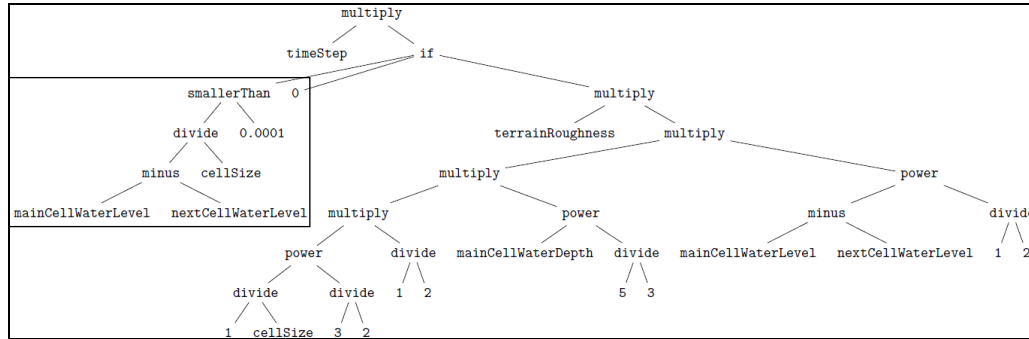 multiply
timeStep if
smallerThan 0 multiply
divide 0.0001 terrainRoughness multiply
minus cellSize multiply power
mainCellWaterLevel nextCellWaterLevel multiply power minus divide
power divide mainCellWaterDepth divide mainCellWaterLevel nextCellWaterLevel 1 2
divide divide 1 2 5 3
1 cellSize 3 2